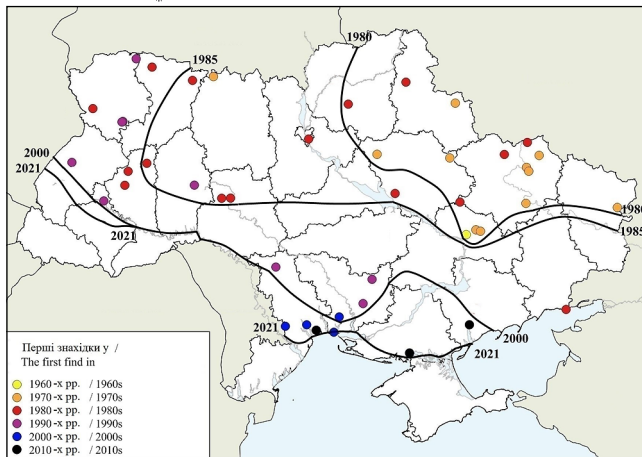 1985
1980
2000
2021
2021
1980
1985
2021
2000
2021
Перші знахідки у /
The first find in
1960-х рр. / 1960s
1970-х рр. / 1970s
1980-х рр. / 1980s
1990-х рр. / 1990s
2000-х рр. / 2000s
2010-х рр. / 2010s